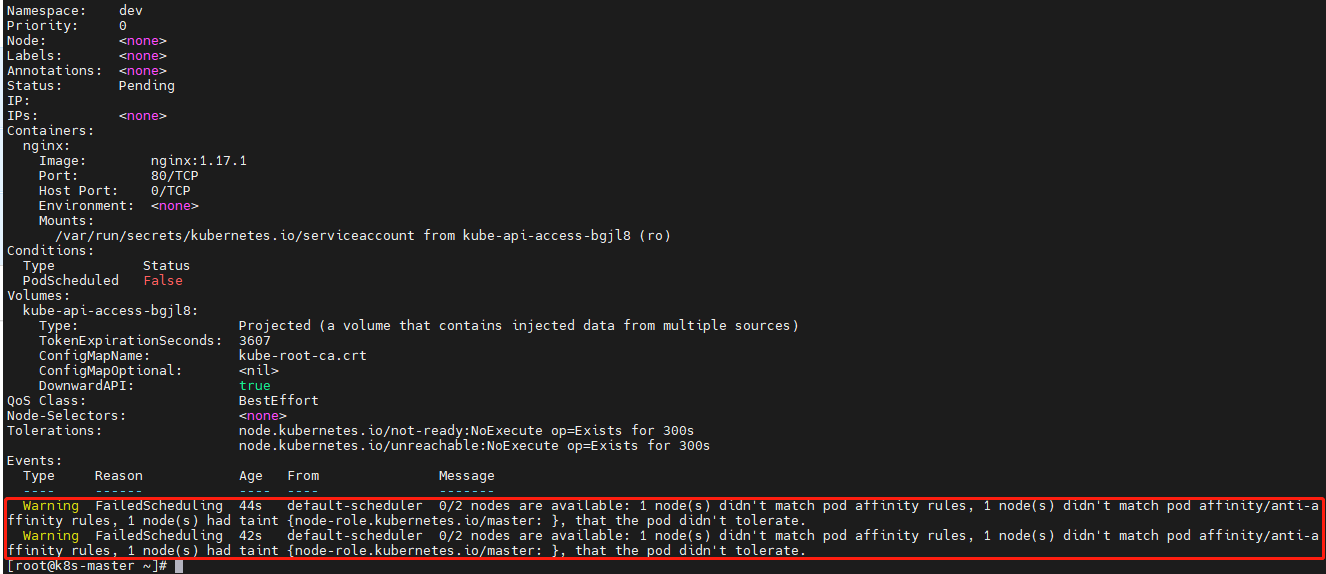 Namespace:    dev
Priority:     0
Node:         <none>
Labels:       <none>
Annotations:  <none>
Status:       Pending
IP:
IPs:          <none>
Containers:
  nginx:
    Image:        nginx:1.17.1
    Port:         80/TCP
    Host Port:    0/TCP
    Environment:  <none>
    Mounts:
      /var/run/secrets/kubernetes.io/serviceaccount from kube-api-access-bgjl8 (ro)
Conditions:
  Type           Status
  PodScheduled   False
Volumes:
  kube-api-access-bgjl8:
    Type:                    Projected (a volume that contains injected data from multiple sources)
    TokenExpirationSeconds:  3607
    ConfigMapName:           kube-root-ca.crt
    ConfigMapOptional:       <nil>
    DownwardAPI:             true
QoS Class:                   BestEffort
Node-Selectors:              <none>
Tolerations:                 node.kubernetes.io/not-ready:NoExecute op=Exists for 300s
                             node.kubernetes.io/unreachable:NoExecute op=Exists for 300s
Events:
  Type     Reason            Age   From               Message
  ----     ------            ----  ----               -------
  Warning  FailedScheduling  44s   default-scheduler  0/2 nodes are available: 1 node(s) didn't match pod affinity rules, 1 node(s) didn't match pod affinity/anti-a
ffinity rules, 1 node(s) had taint {node-role.kubernetes.io/master: }, that the pod didn't tolerate.
  Warning  FailedScheduling  42s   default-scheduler  0/2 nodes are available: 1 node(s) didn't match pod affinity rules, 1 node(s) didn't match pod affinity/anti-a
ffinity rules, 1 node(s) had taint {node-role.kubernetes.io/master: }, that the pod didn't tolerate.
[root@k8s-master ~]#